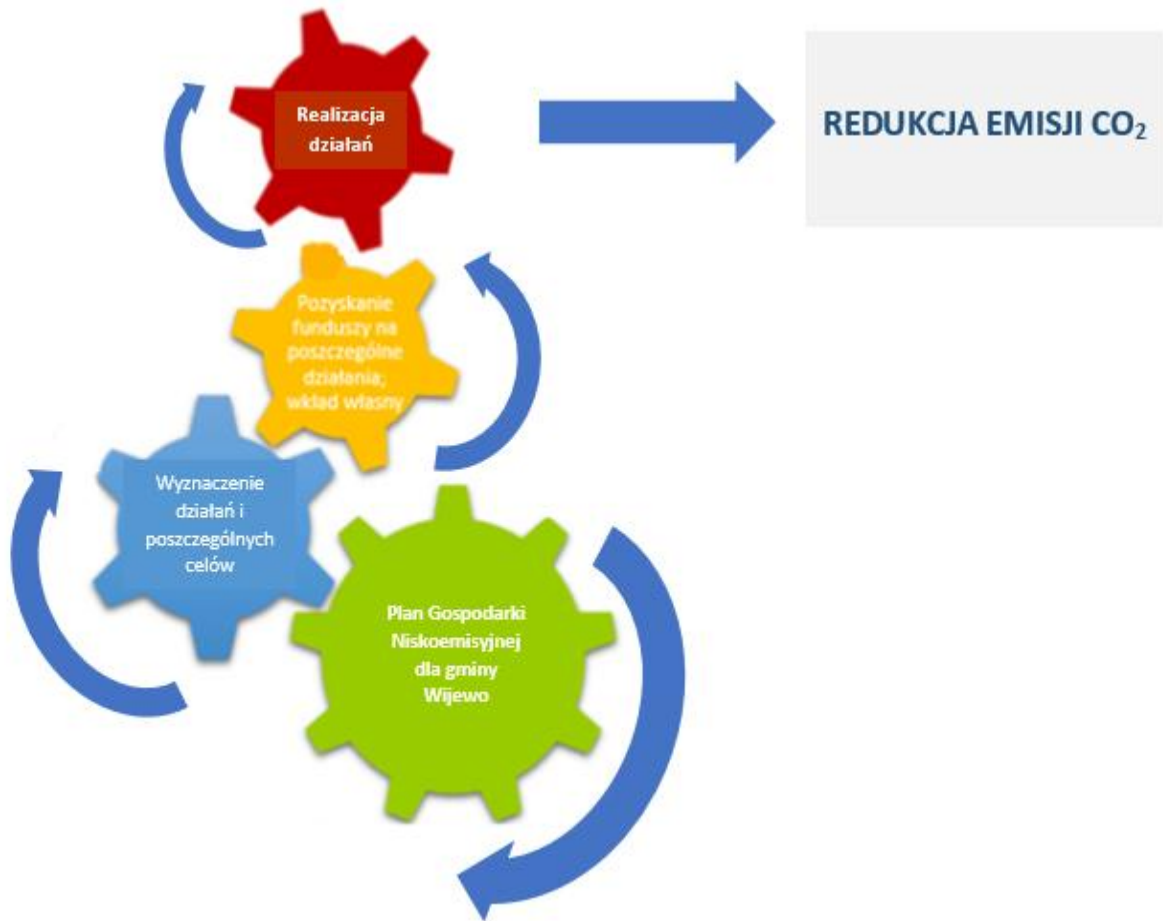 Realizacja
działań
REDUKCJA EMISJI CO₂
Pozyskanie
funduszy na
poszczególne
działania;
wkład własny
Wyznaczenie
działań i
poszczególnych
celów
Plan Gospodarki
Niskoemisyjnej
dla gminy
Wijewo